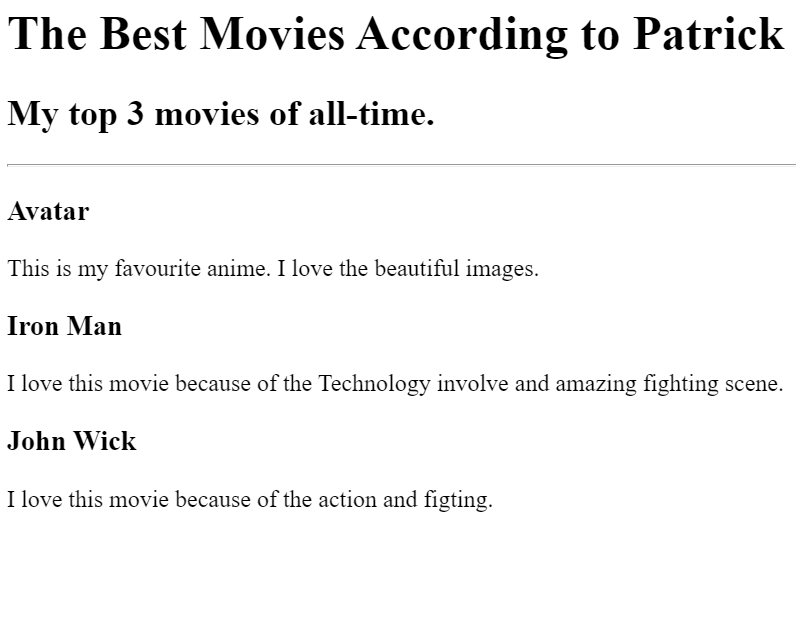 The Best Movies According to Patrick
My top 3 movies of all-time.
Avatar
This is my favourite anime. I love the beautiful images.
Iron Man
I love this movie because of the Technology involve and amazing fighting scene.
John Wick
I love this movie because of the action and figting.